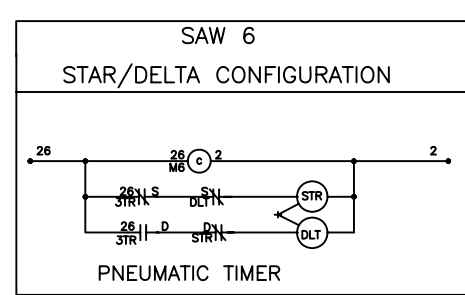 SAW 6
STAR/DELTA CONFIGURATION
26 26 C 2 2
M6
26 S S STR
3TR DLT
26 D D DLT
3TR STR
PNEUMATIC TIMER